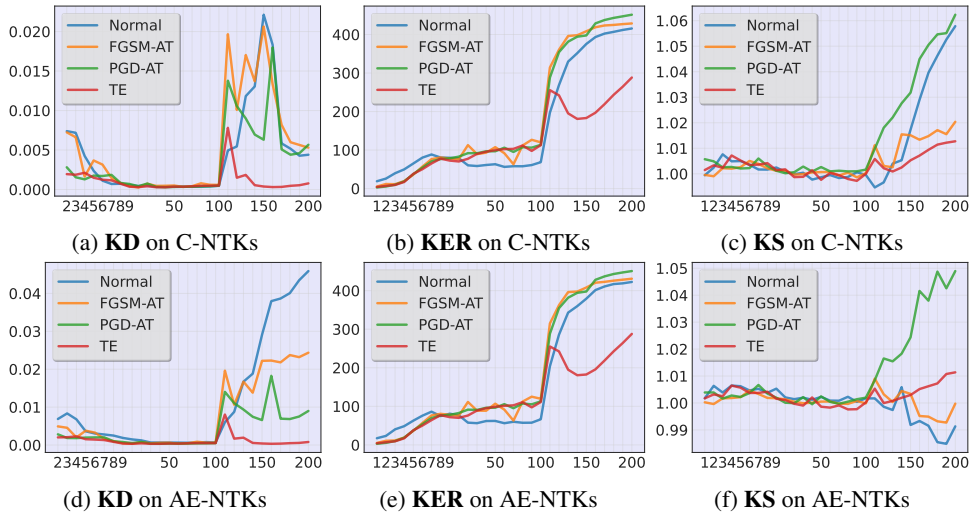 0.020
0.015
0.010
0.005
0.000
Normal
FGSM-AT
PGD-AT
TE
23456789 50 100 150 200
(a) KD on C-NTKs
400
300
200
100
0
Normal
FGSM-AT
PGD-AT
TE
123456789 50 100 150 200
(b) KER on C-NTKs
1.06
1.05
1.04
1.03
1.02
1.01
1.00
Normal
FGSM-AT
PGD-AT
TE
123456789 50 100 150 200
(c) KS on C-NTKs
0.04
0.03
0.02
0.01
0.00
Normal
FGSM-AT
PGD-AT
TE
23456789 50 100 150 200
(d) KD on AE-NTKs
400
300
200
100
0
Normal
FGSM-AT
PGD-AT
TE
123456789 50 100 150 200
(e) KER on AE-NTKs
1.05
1.04
1.03
1.02
1.01
1.00
0.99
Normal
FGSM-AT
PGD-AT
TE
123456789 50 100 150 200
(f) KS on AE-NTKs